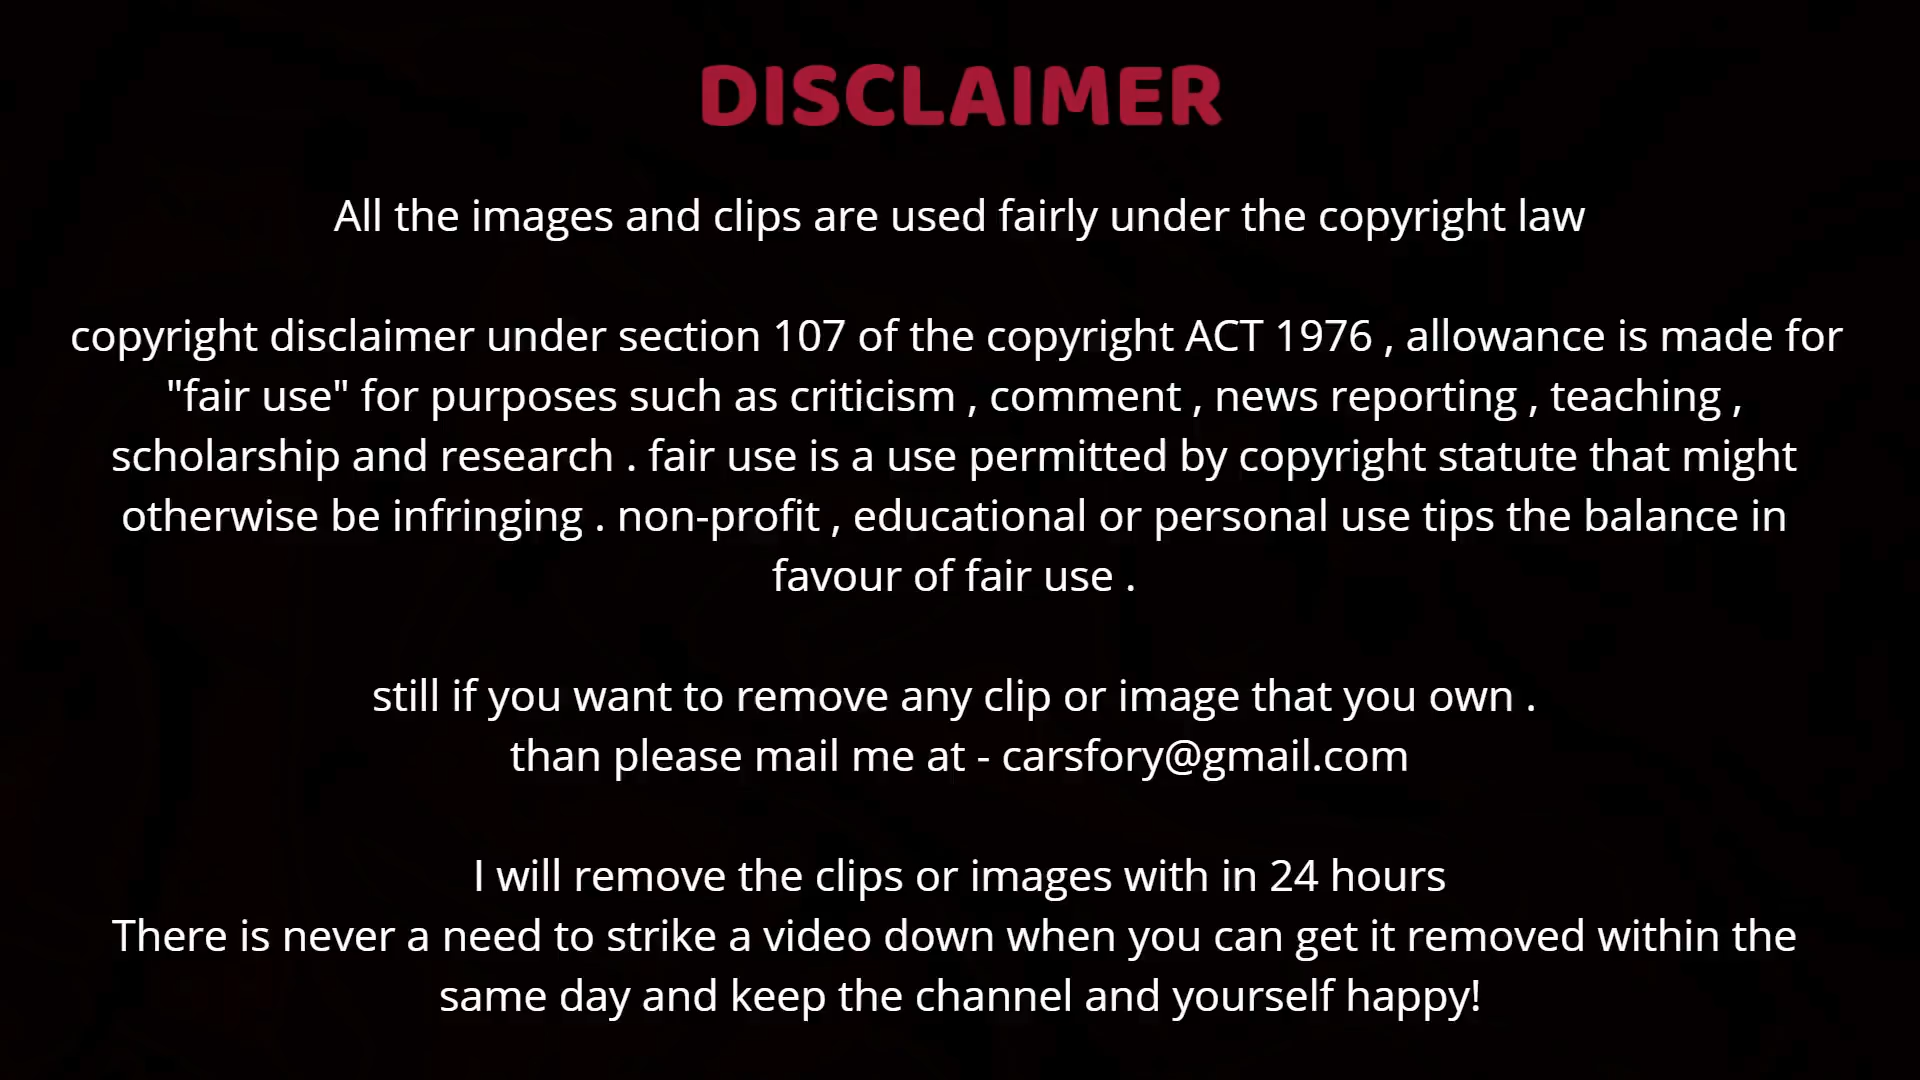 DISCLAIMER
All the images and clips are used fairly under the copyright law
copyright disclaimer under section 107 of the copyright ACT 1976 , allowance is made for
"fair use" for purposes such as criticism , comment , news reporting , teaching ,
scholarship and research . fair use is a use permitted by copyright statute that might
otherwise be infringing . non-profit , educational or personal use tips the balance in
favour of fair use .
still if you want to remove any clip or image that you own .
than please mail me at - carsfory@gmail.com
I will remove the clips or images with in 24 hours
There is never a need to strike a video down when you can get it removed within the
same day and keep the channel and yourself happy!